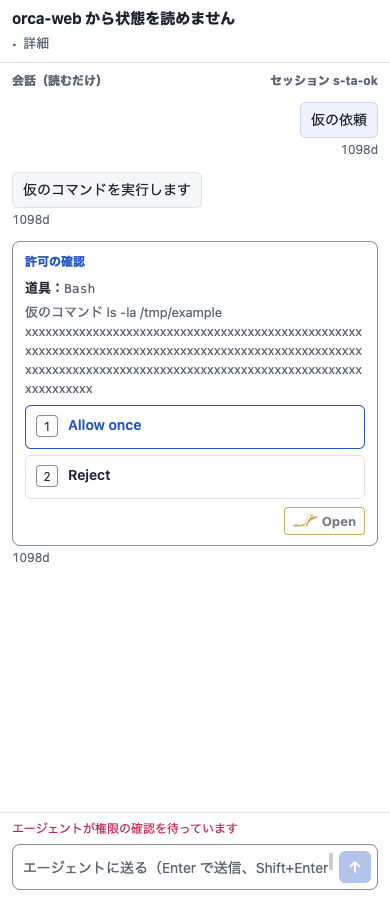 orca-web から状態を読めません
▸ 詳細
会話（読むだけ） セッション s-ta-ok
仮の依頼
1098d
仮のコマンドを実行します
1098d
許可の確認
道具：Bash
仮のコマンド ls -la /tmp/example
xxxxxxxxxxxxxxxxxxxxxxxxxxxxxxxxxxxxxxxxxxxxxxxxxx
xxxxxxxxxxxxxxxxxxxxxxxxxxxxxxxxxxxxxxxxxxxxxxxxxx
xxxxxxxxxxxxxxxxxxxxxxxxxxxxxxxxxxxxxxxxxxxxxxxxxx
xxxxxxxxxx
1 Allow once
2 Reject
Open
1098d
エージェントが権限の確認を待っています
エージェントに送る（Enter で送信、Shift+Enter